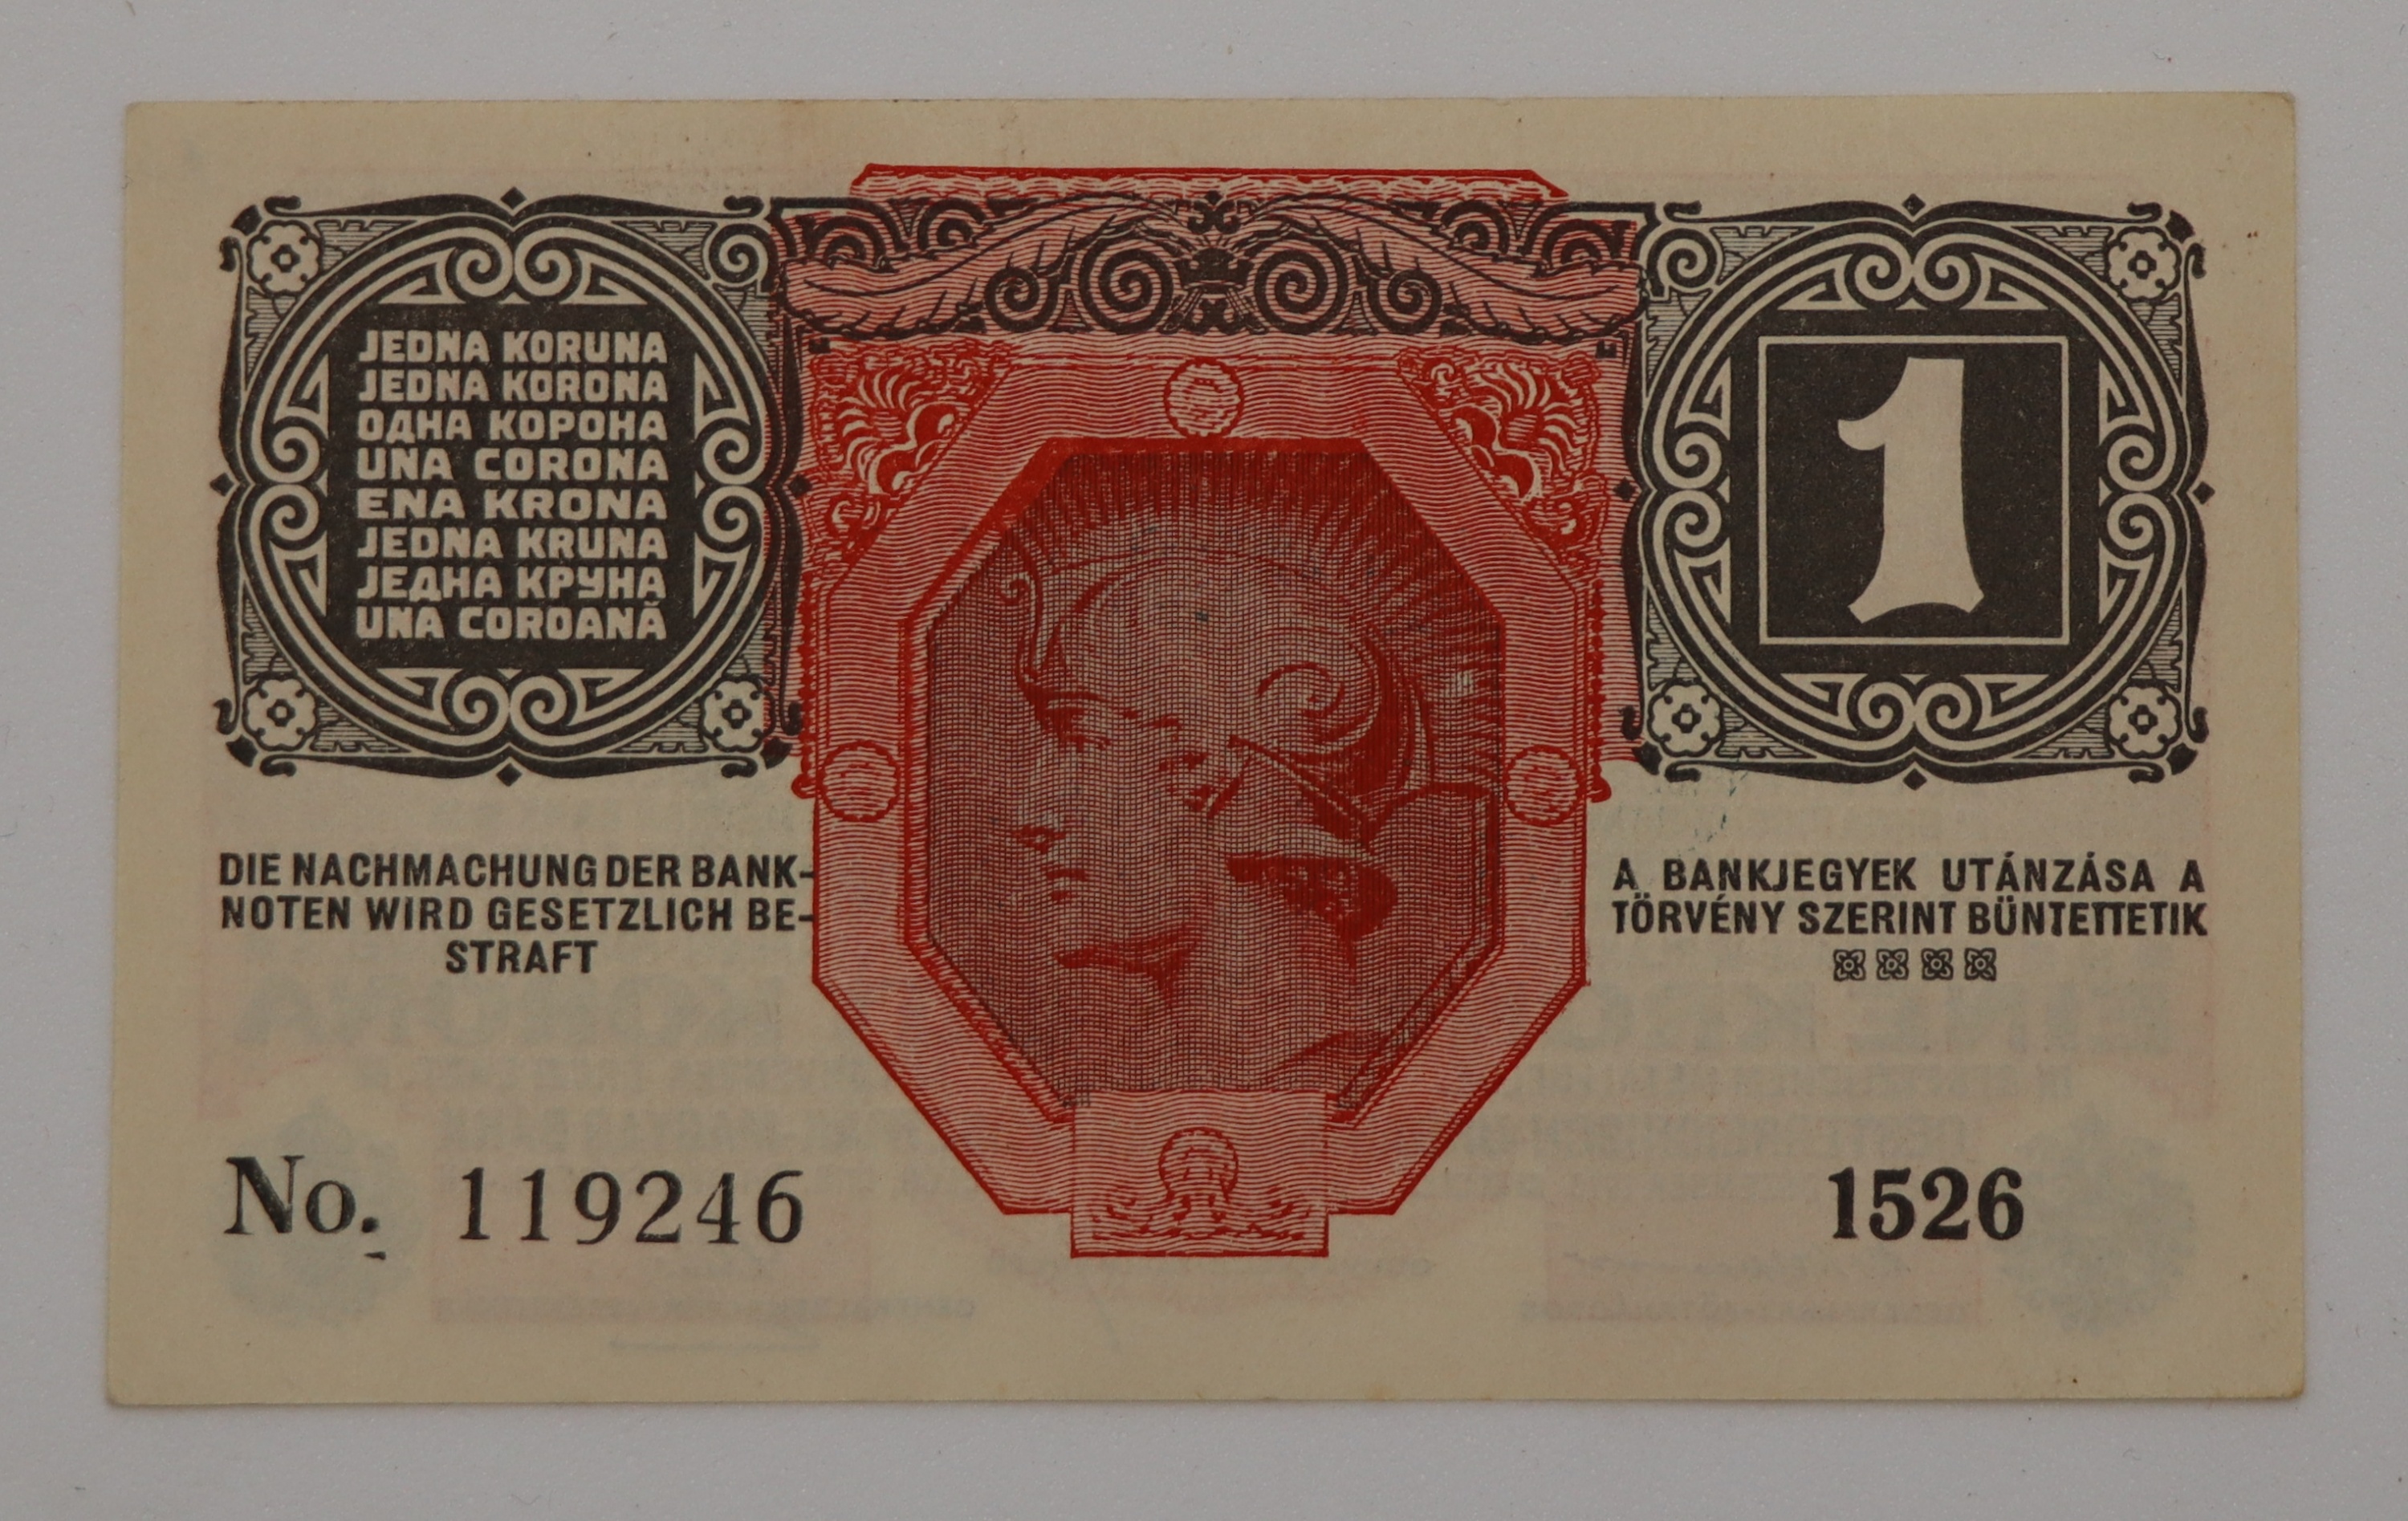 JEDNA KORUNA
JEDNA KORONA
ОДНА КОРОНА
UNA CORONA
ENA KRONA
JEDNA KRUNA
ЈЕДНА КРУНА
UNA COROANĂ
1
DIE NACHMACHUNG DER BANK-
NOTEN WIRD GESETZLICH BE-
STRAFT
A BANKJEGYEK UTÁNZÁSA A
TÖRVÉNY SZERINT BÜNTETTETIK
No. 119246
1526